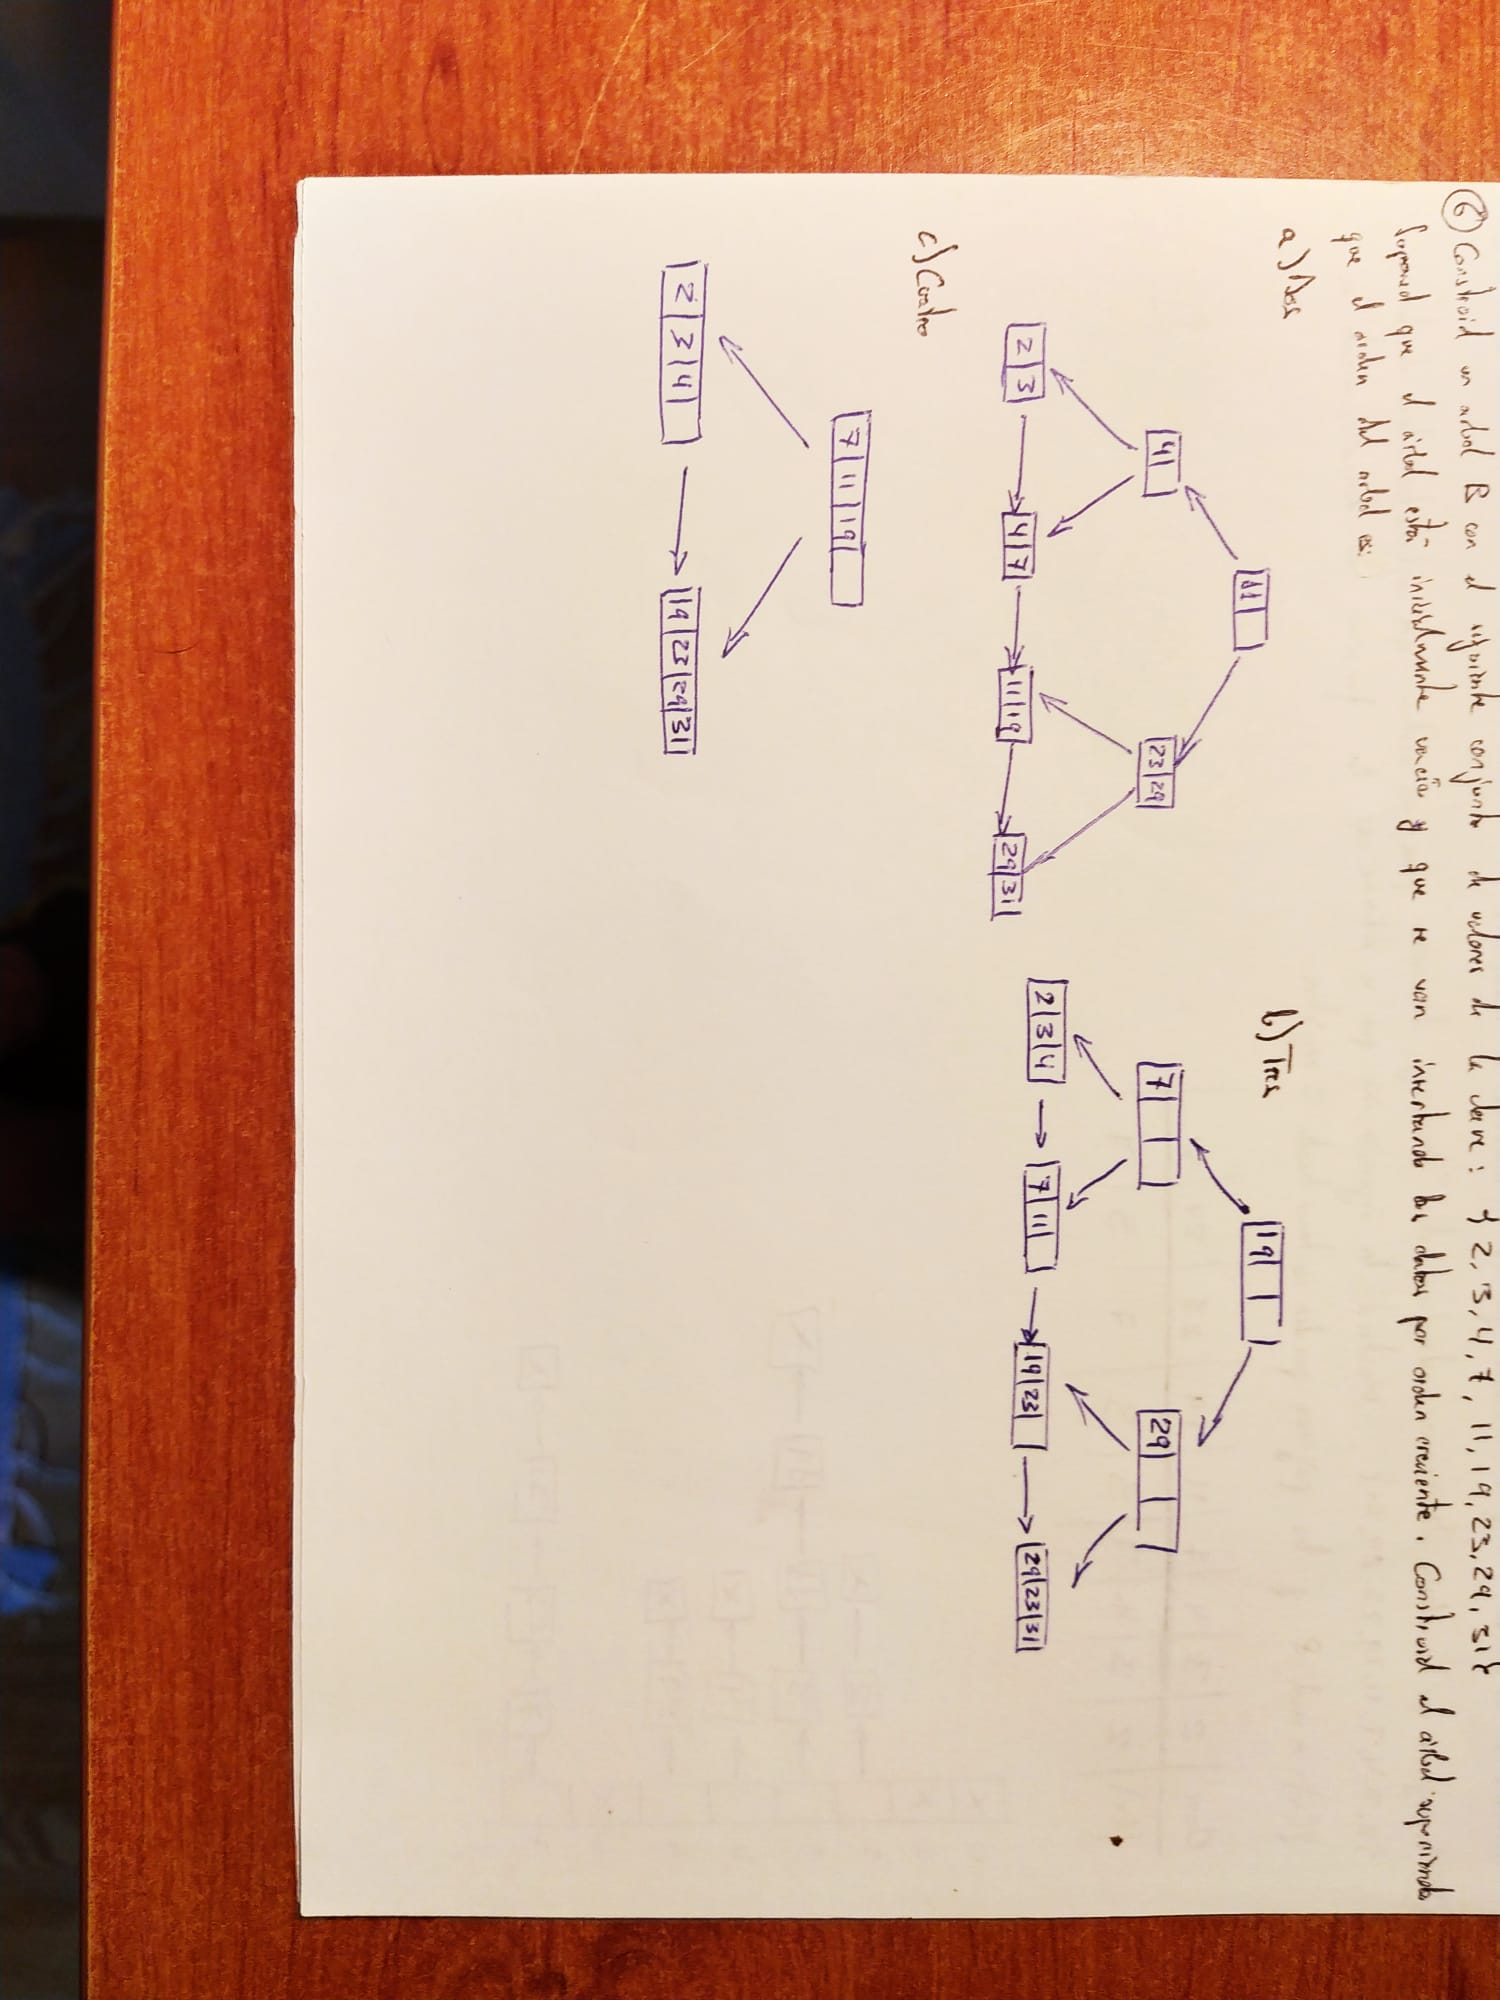 ⑥ Construid un arbol B con el siguiente conjunto de valores de la clave: {2, 3, 4, 7, 11, 19, 23, 29, 31}
Suponed que el árbol está inicialmente vacío y que se van insertando los datos por orden creciente. Construid el árbol suponiendo
que el orden del arbol es:
a) Dos
b) Tres
11
19
4
23 | 29
7
29
2 | 3
4 | 7
11 | 19
29 | 31
2 | 3 | 4
7 | 11
19 | 23
29 | 23 | 31
c) Cuatro
7 | 11 | 19
2 | 3 | 4
19 | 23 | 29 | 31